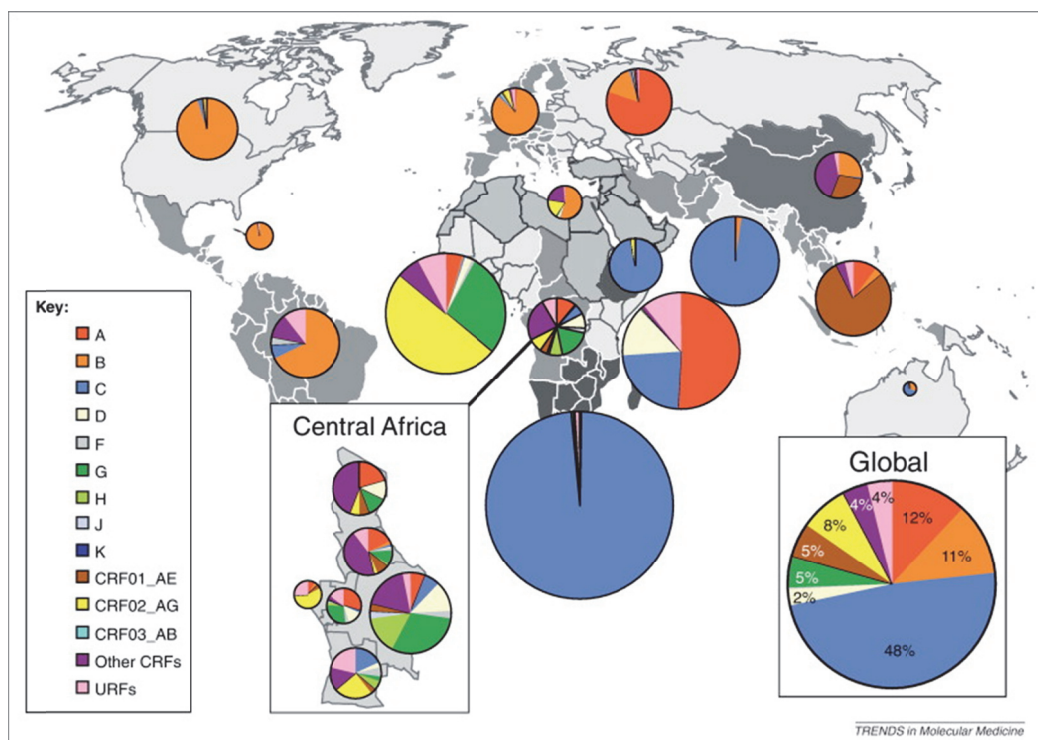 Key:
A
B
C
D
F
G
H
J
K
CRF01_AE
CRF02_AG
CRF03_AB
Other CRFs
URFs
Central Africa
Global
4%
4%
12%
8%
11%
5%
5%
2%
48%
TRENDS in Molecular Medicine